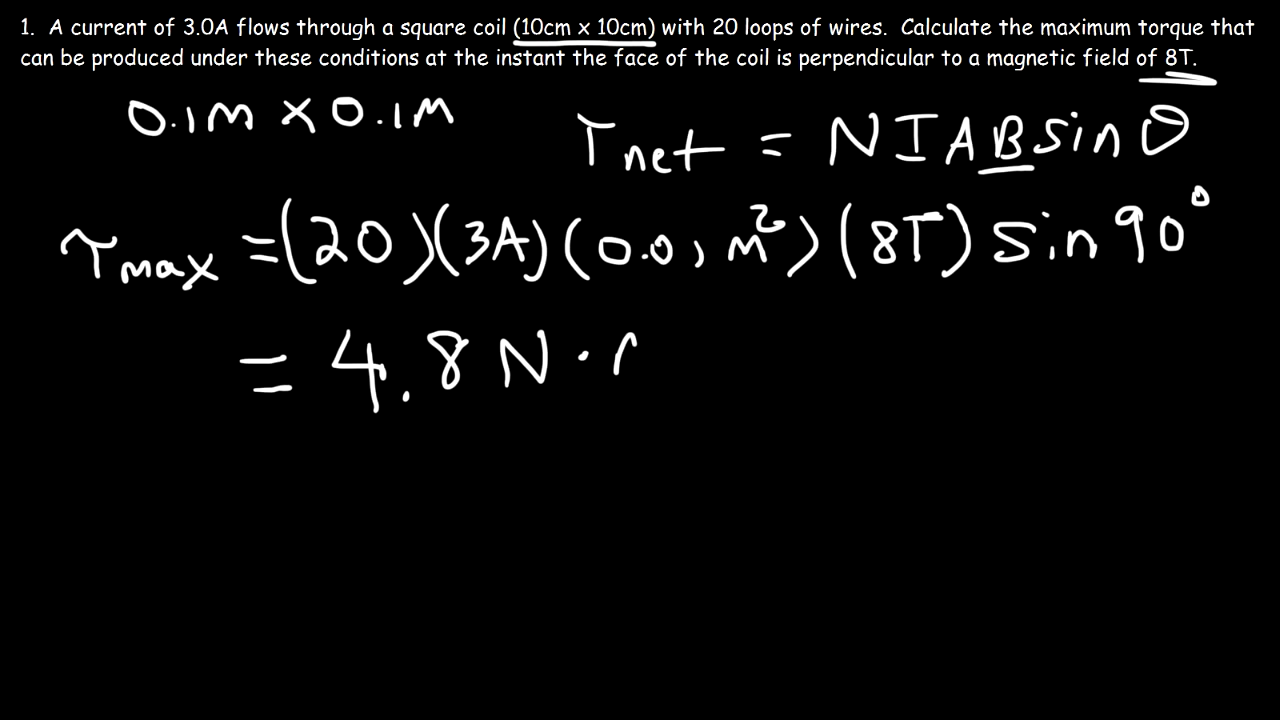 1. A current of 3.0A flows through a square coil (10cm x 10cm) with 20 loops of wires. Calculate the maximum torque that
can be produced under these conditions at the instant the face of the coil is perpendicular to a magnetic field of 8T.
0.1M × 0.1M
τnet = NIABsinθ
τmax = (20)(3A)(0.01m²)(8T) sin90°
= 4.8 N·